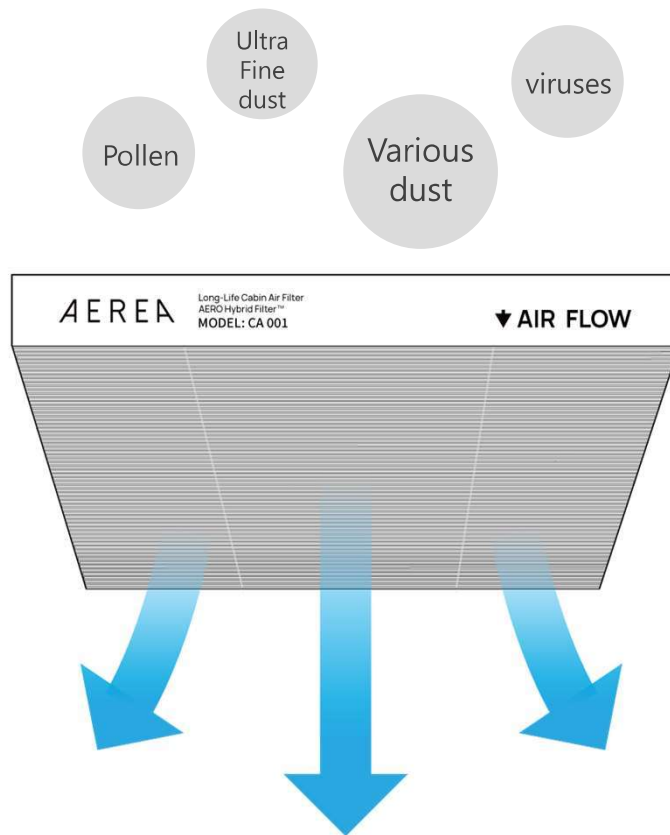 Ultra
Fine
dust
viruses
Pollen
Various
dust
AEREA
Long-Life Cabin Air Filter
AERO Hybrid Filter™
MODEL: CA 001
AIR FLOW